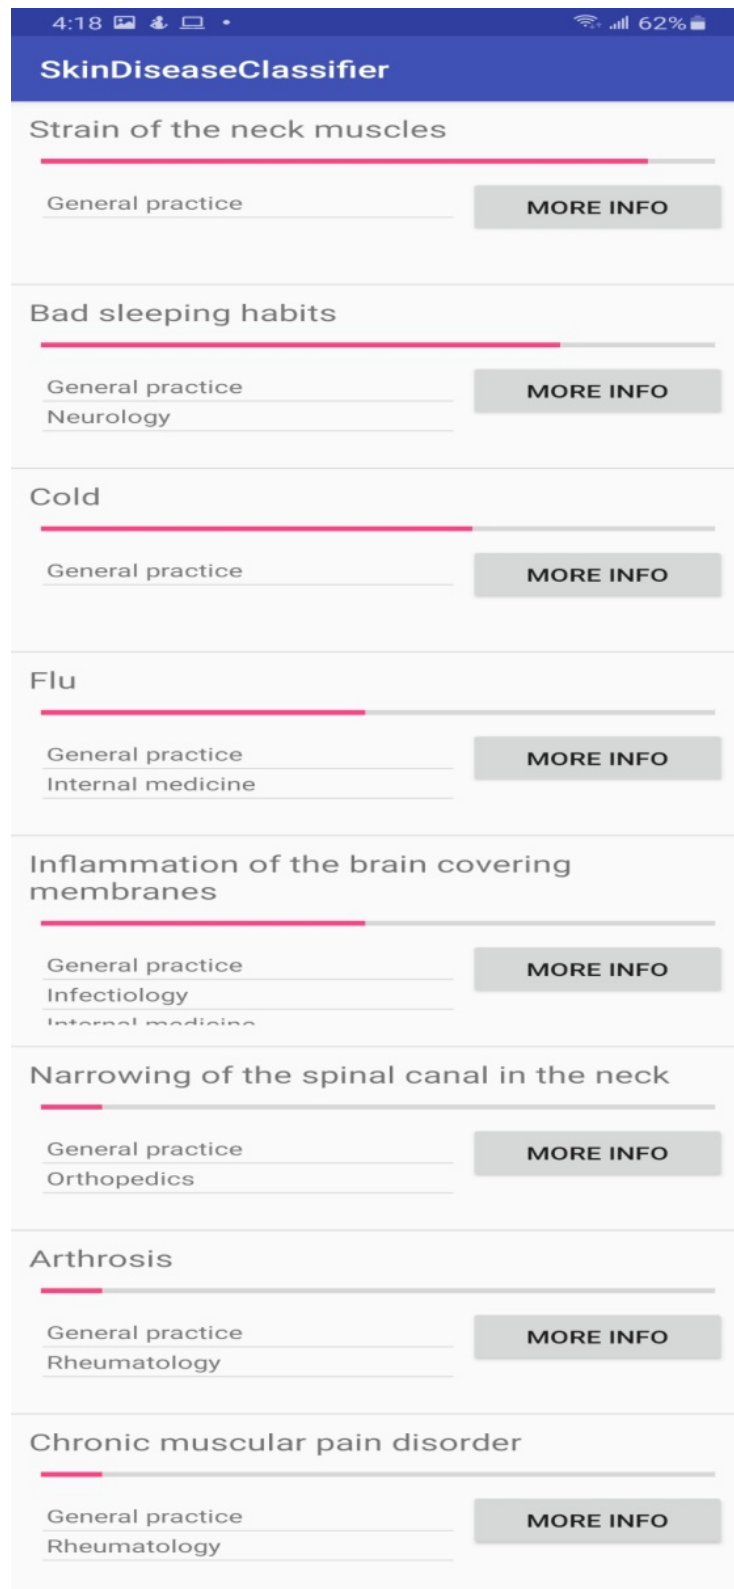 4:18
62%
SkinDiseaseClassifier
Strain of the neck muscles
General practice
MORE INFO
Bad sleeping habits
General practice
MORE INFO
Neurology
Cold
General practice
MORE INFO
Flu
General practice
MORE INFO
Internal medicine
Inflammation of the brain covering
membranes
General practice
MORE INFO
Infectiology
Internal medicine
Narrowing of the spinal canal in the neck
General practice
MORE INFO
Orthopedics
Arthrosis
General practice
MORE INFO
Rheumatology
Chronic muscular pain disorder
General practice
MORE INFO
Rheumatology